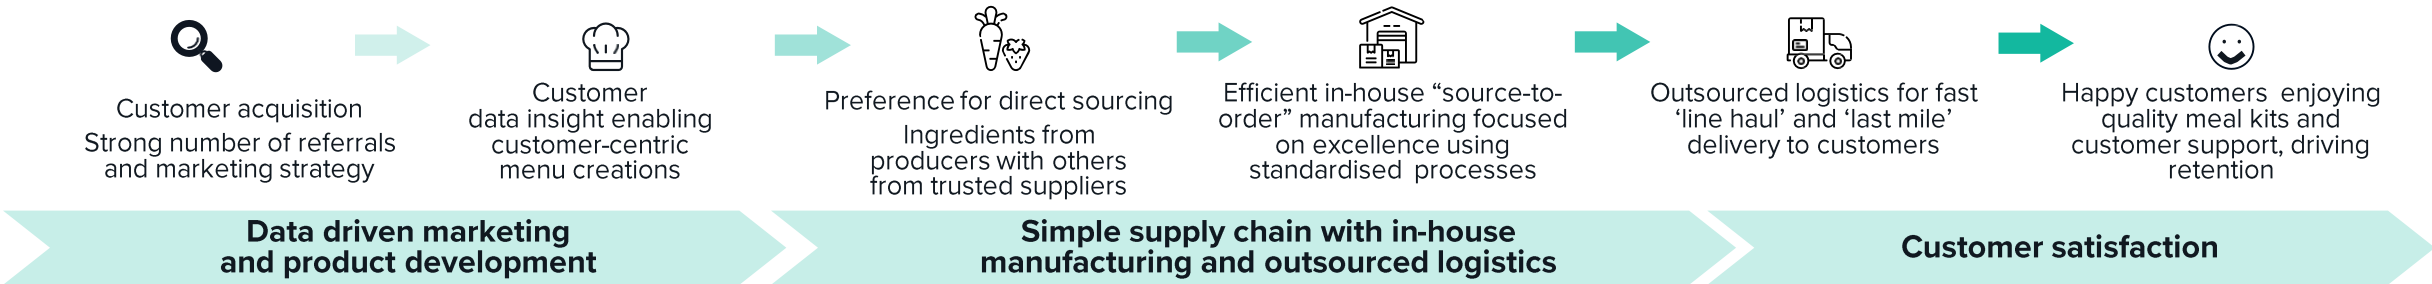 Customer acquisition
Strong number of referrals
and marketing strategy
Customer
data insight enabling
customer-centric
menu creations
Preference for direct sourcing
Ingredients from
producers with others
from trusted suppliers
Efficient in-house “source-to-
order” manufacturing focused
on excellence using
standardised processes
Outsourced logistics for fast
‘line haul’ and ‘last mile’
delivery to customers
Happy customers enjoying
quality meal kits and
customer support, driving
retention
Data driven marketing
and product development
Simple supply chain with in-house
manufacturing and outsourced logistics
Customer satisfaction